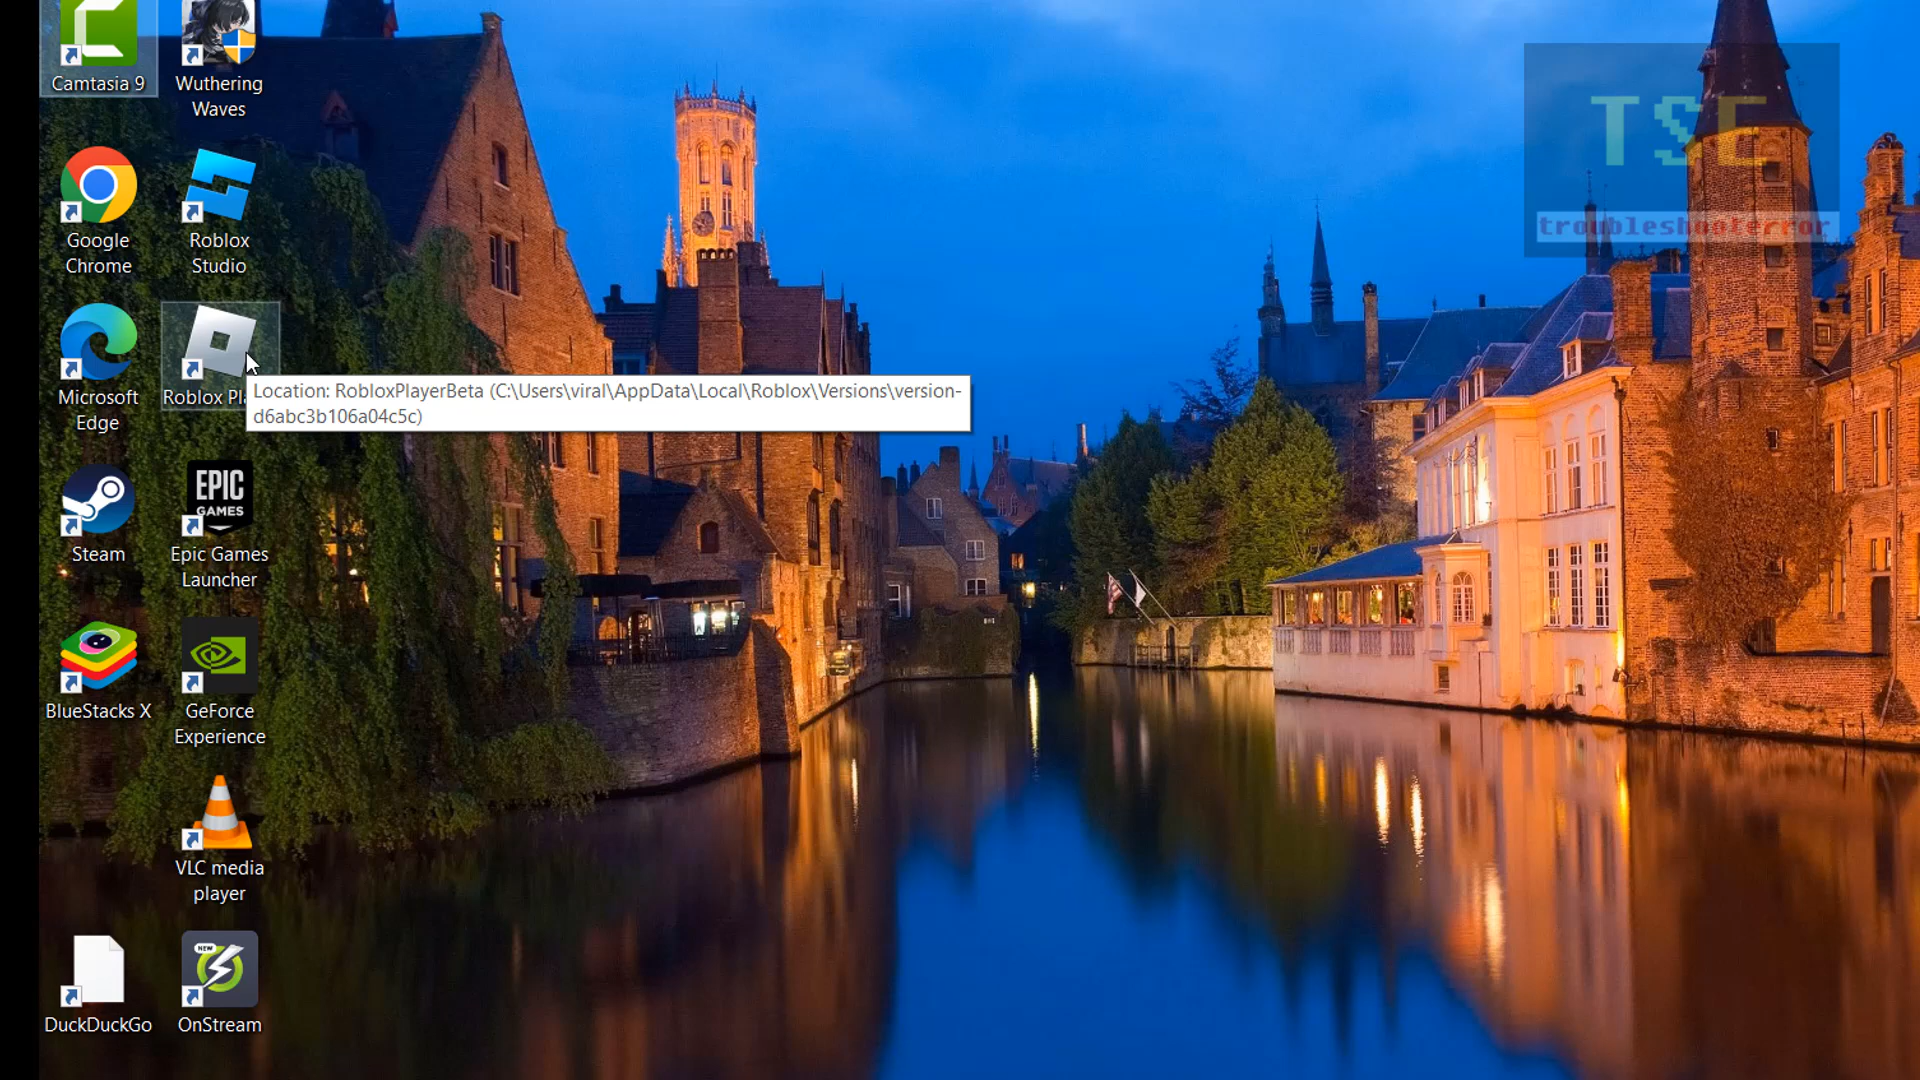 Camtasia 9
Wuthering
Waves
TSE
troubleshooterror
Google
Chrome
Roblox
Studio
Microsoft
Edge
Roblox Pl
Location: RobloxPlayerBeta (C:\Users\viral\AppData\Local\Roblox\Versions\version-
d6abc3b106a04c5c)
Steam
EPIC
GAMES
Epic Games
Launcher
BlueStacks X
GeForce
Experience
VLC media
player
DuckDuckGo
NEW
OnStream